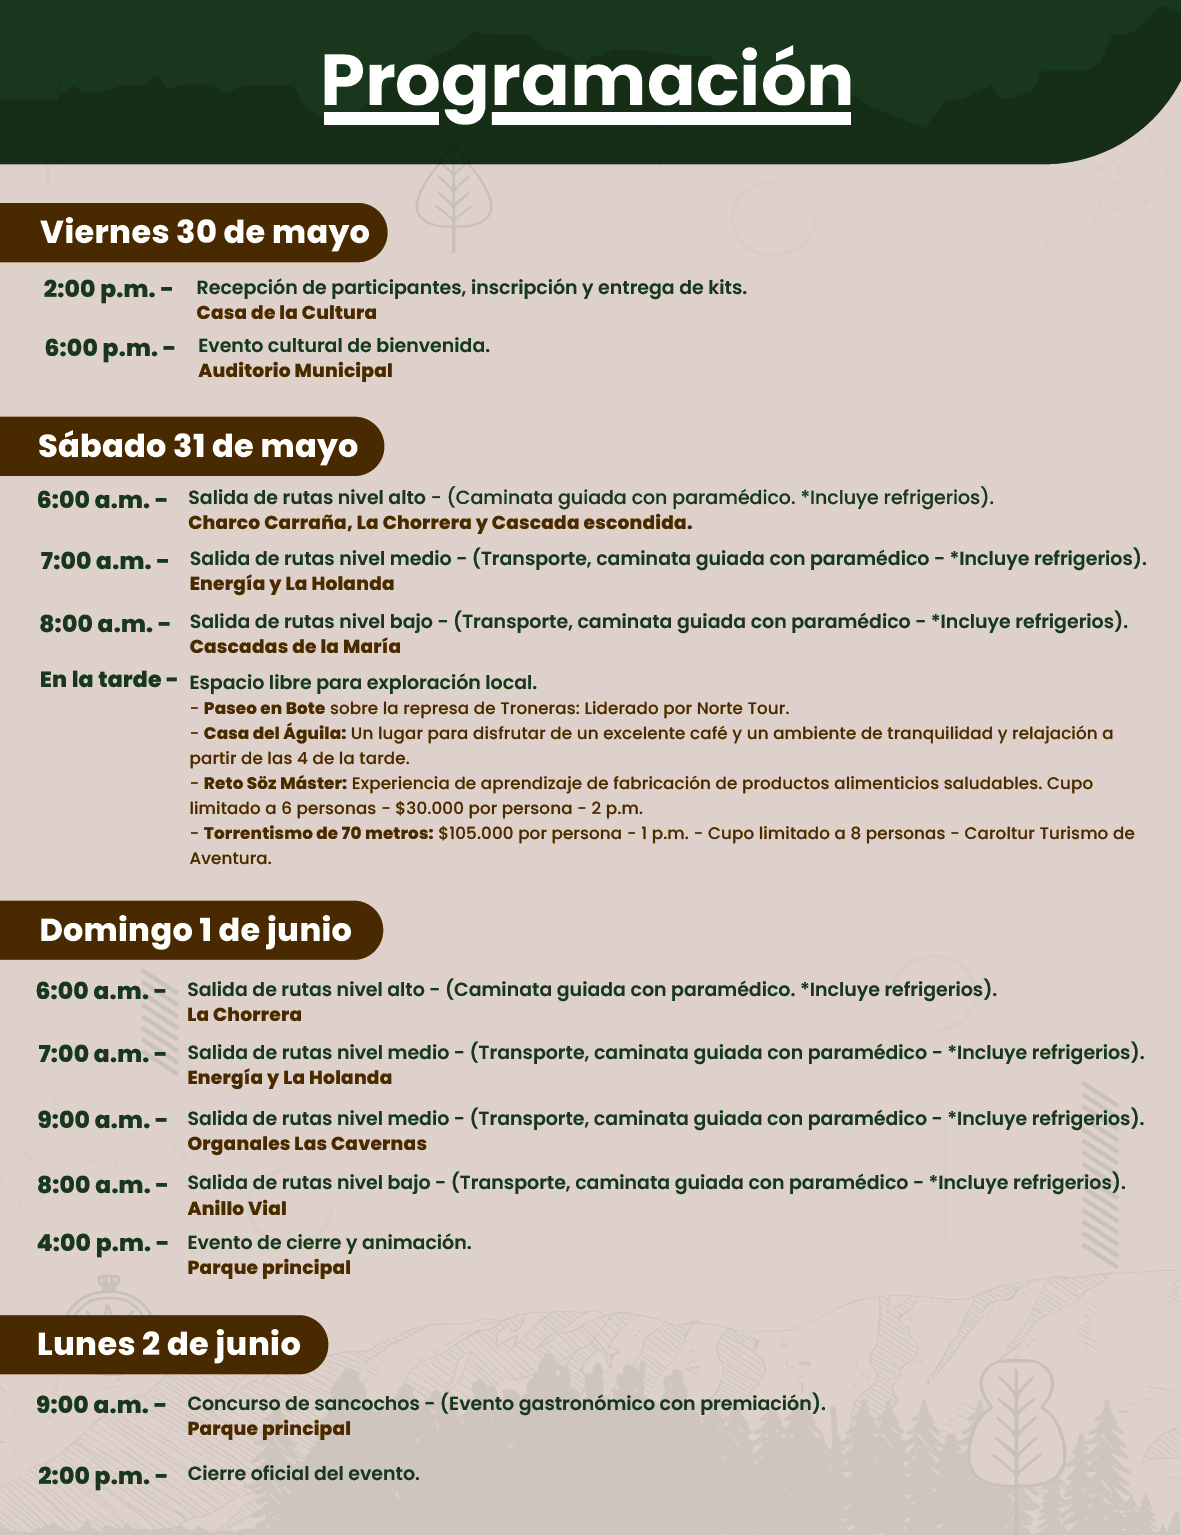 Programación
Viernes 30 de mayo
2:00 p.m. - Recepción de participantes, inscripción y entrega de kits.
Casa de la Cultura
6:00 p.m. - Evento cultural de bienvenida.
Auditorio Municipal
Sábado 31 de mayo
6:00 a.m. - Salida de rutas nivel alto - (Caminata guiada con paramédico. *Incluye refrigerios).
Charco Carraña, La Chorrera y Cascada escondida.
7:00 a.m. - Salida de rutas nivel medio - (Transporte, caminata guiada con paramédico - *Incluye refrigerios).
Energía y La Holanda
8:00 a.m. - Salida de rutas nivel bajo - (Transporte, caminata guiada con paramédico - *Incluye refrigerios).
Cascadas de la María
En la tarde - Espacio libre para exploración local.
- Paseo en Bote sobre la represa de Troneras: Liderado por Norte Tour.
- Casa del Águila: Un lugar para disfrutar de un excelente café y un ambiente de tranquilidad y relajación a
partir de las 4 de la tarde.
- Reto Söz Máster: Experiencia de aprendizaje de fabricación de productos alimenticios saludables. Cupo
limitado a 6 personas - $30.000 por persona - 2 p.m.
- Torrentismo de 70 metros: $105.000 por persona - 1 p.m. - Cupo limitado a 8 personas - Caroltur Turismo de
Aventura.
Domingo 1 de junio
6:00 a.m. - Salida de rutas nivel alto - (Caminata guiada con paramédico. *Incluye refrigerios).
La Chorrera
7:00 a.m. - Salida de rutas nivel medio - (Transporte, caminata guiada con paramédico - *Incluye refrigerios).
Energía y La Holanda
9:00 a.m. - Salida de rutas nivel medio - (Transporte, caminata guiada con paramédico - *Incluye refrigerios).
Organales Las Cavernas
8:00 a.m. - Salida de rutas nivel bajo - (Transporte, caminata guiada con paramédico - *Incluye refrigerios).
Anillo Vial
4:00 p.m. - Evento de cierre y animación.
Parque principal
Lunes 2 de junio
9:00 a.m. - Concurso de sancochos - (Evento gastronómico con premiación).
Parque principal
2:00 p.m. - Cierre oficial del evento.